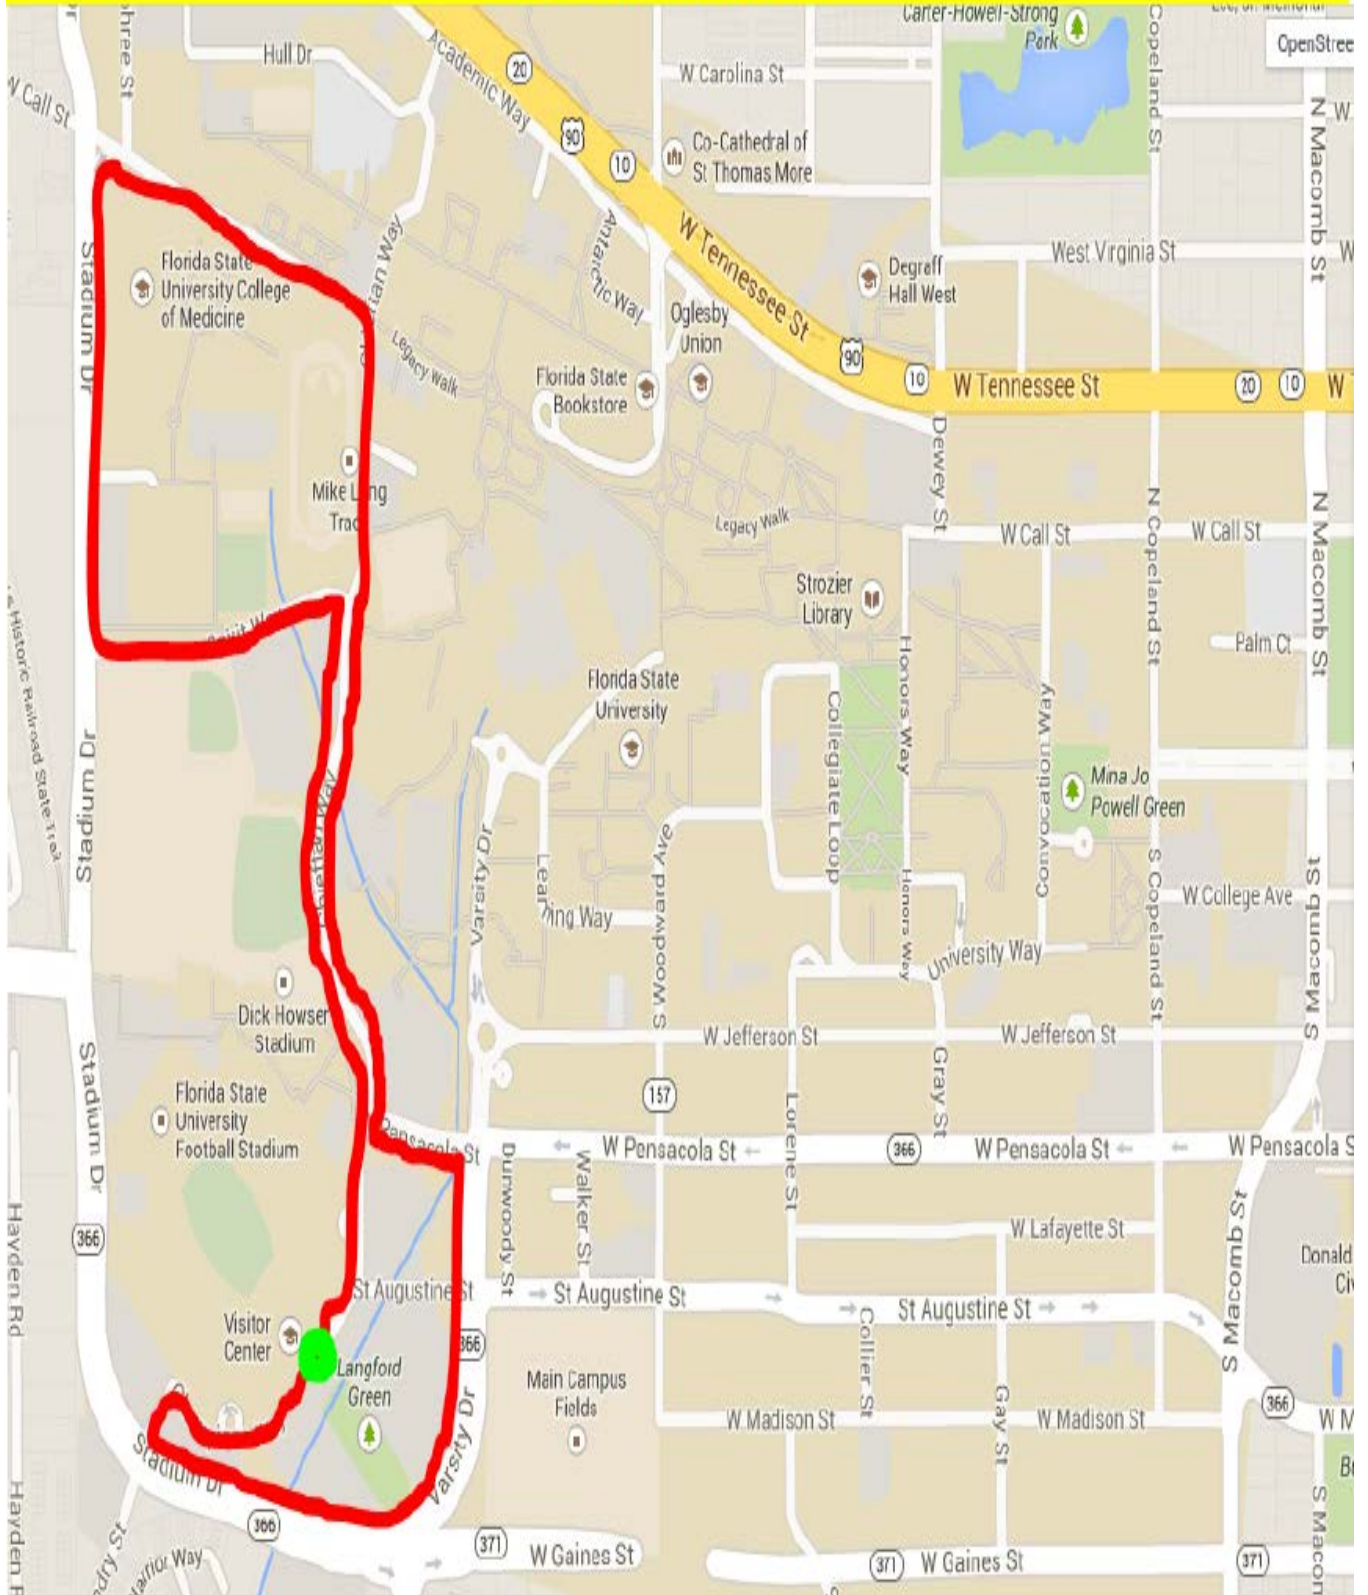 Carter-Howell-Strong
Park
OpenStree
Hull Dr
Academic Way
20
W Carolina St
Copeland St
N Macomb St
W Call St
90
10
Co-Cathedral of
St Thomas More
W
W Tennessee St
West Virginia St
W
Stadium Dr
Florida State
University College
of Medicine
Degraff
Hall West
Oglesby
Union
Legacy Walk
Florida State
Bookstore
90
10
W Tennessee St
20
10
W
Dewey St
Mike
N Copeland St
N Macomb St
Legacy Walk
W Call St
W Call St
Strozier
Library
Palm Ct
Honors Way
Historic Railroad State Trail
Florida State
University
Collegiate Loop
Convocation Way
Stadium Dr
Mina Jo
Powell Green
Varsity Dr
S Woodward Ave
S Copeland St
S Macomb St
W College Ave
Honors Way
University Way
Dick Howser
Stadium
W Jefferson St
W Jefferson St
Stadium Dr
Gray St
Florida State
University
Football Stadium
157
Lorene St
W Pensacola St
366
W Pensacola St
W Pensacola S
Dunwoody St
Walker St
Hayden Rd
366
W Lafayette St
S Macomb St
Donald
St Augustine St
St Augustine St
St Augustine St
Visitor
Center
366
Collier St
Langford
Green
Main Campus
Fields
Gay St
366
W Madison St
W Madison St
W M
Varsity Dr
Stadium Dr
366
371
W Gaines St
371
W Gaines St
371
S Macom
Hayden